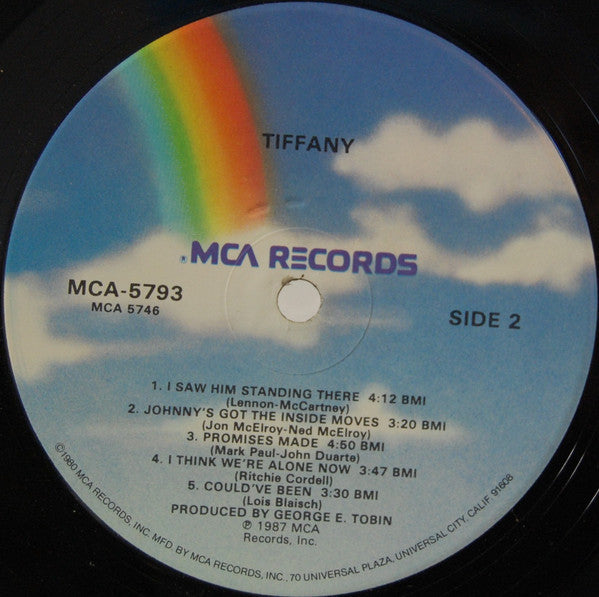 TIFFANY
®MCA RECORDS
MCA-5793
MCA 5746
SIDE 2
1. I SAW HIM STANDING THERE 4:12 BMI
(Lennon-McCartney)
2. JOHNNY'S GOT THE INSIDE MOVES 3:20 BMI
(Jon McElroy-Ned McElroy)
3. PROMISES MADE 4:50 BMI
(Mark Paul-John Duarte)
4. I THINK WE'RE ALONE NOW 3:47 BMI
(Ritchie Cordell)
5. COULD'VE BEEN 3:30 BMI
(Lois Blaisch)
PRODUCED BY GEORGE E. TOBIN
℗ 1987 MCA
Records, Inc.
©1980 MCA RECORDS, INC. MFD. BY MCA RECORDS, INC., 70 UNIVERSAL PLAZA, UNIVERSAL CITY, CALIF. 91608